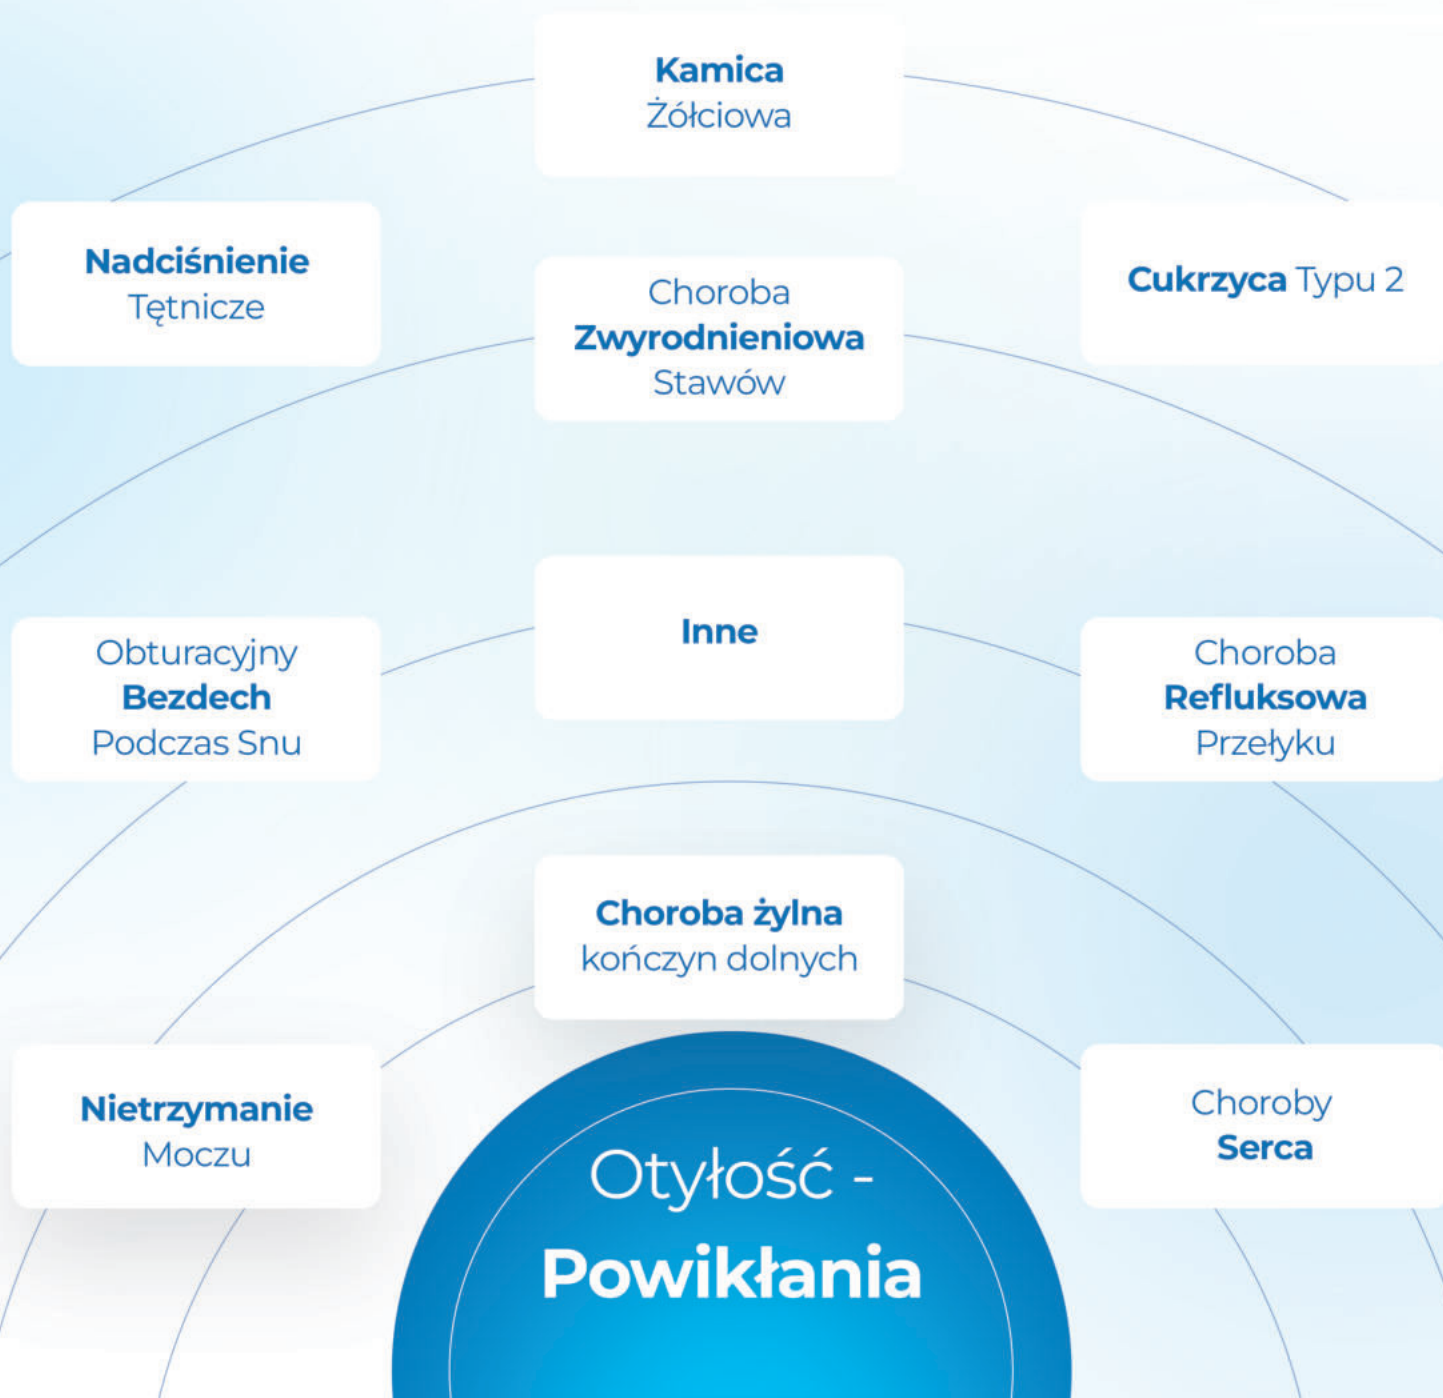 Kamica
Żółciowa
Nadciśnienie
Tętnicze
Choroba
Zwyrodnieniowa
Stawów
Cukrzyca Typu 2
Obturacyjny
Bezdech
Podczas Snu
Inne
Choroba
Refluksowa
Przełyku
Choroba żylna
kończyn dolnych
Nietrzymanie
Moczu
Choroby
Serca
Otyłość -
Powikłania